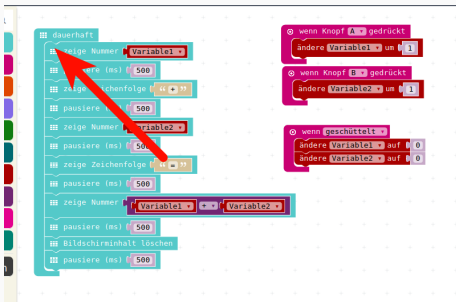 dauerhaft
zeige Nummer Variable1
pausiere (ms) 500
zeige Zeichenfolge " + "
pausiere (ms) 500
zeige Nummer Variable2
pausiere (ms) 500
zeige Zeichenfolge " = "
pausiere (ms) 500
zeige Nummer Variable1 + Variable2
pausiere (ms) 500
Bildschirminhalt löschen
pausiere (ms) 500
wenn Knopf A gedrückt
ändere Variable1 um 1
wenn Knopf B gedrückt
ändere Variable2 um 1
wenn geschüttelt
ändere Variable1 auf 0
ändere Variable2 auf 0